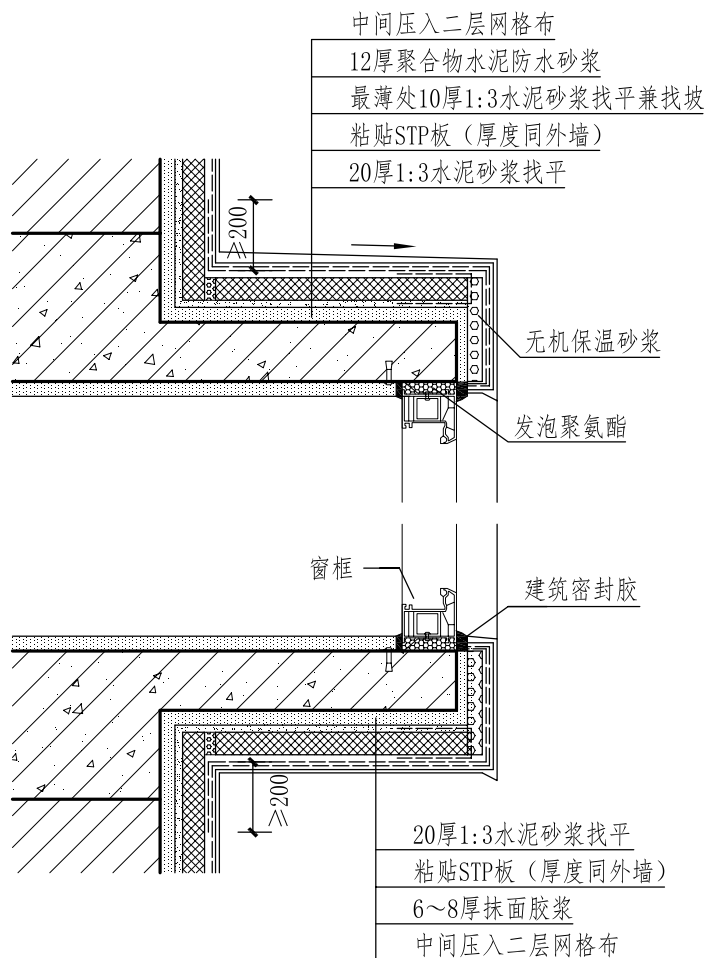 中间压入二层网格布
12厚聚合物水泥防水砂浆
最薄处10厚1:3水泥砂浆找平兼找坡
粘贴STP板（厚度同外墙）
20厚1:3水泥砂浆找平
≥200
无机保温砂浆
发泡聚氨酯
窗框
建筑密封胶
≥200
20厚1:3水泥砂浆找平
粘贴STP板（厚度同外墙）
6～8厚抹面胶浆
中间压入二层网格布